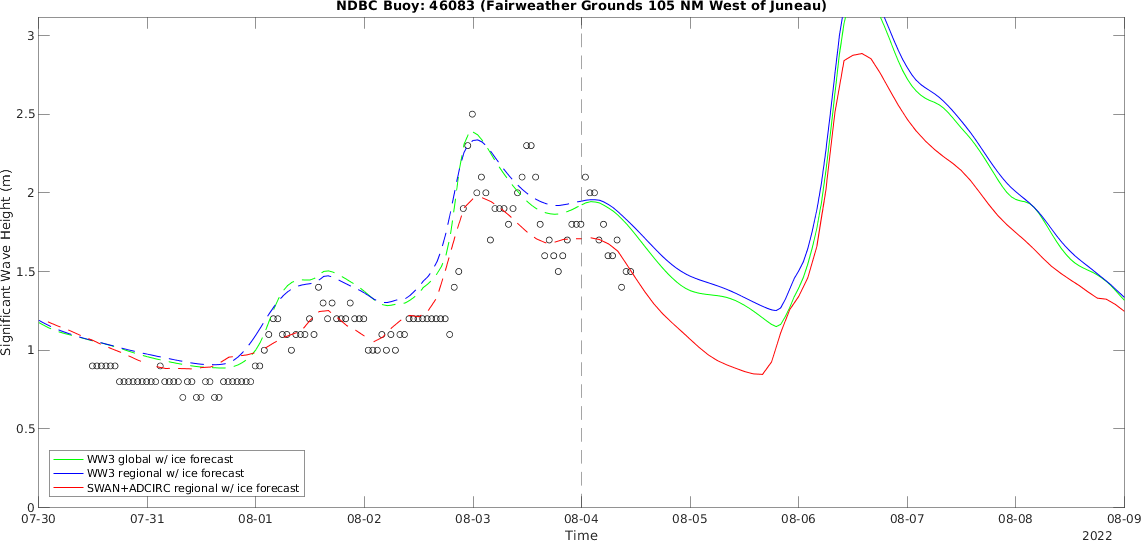 NDBC Buoy: 46083 (Fairweather Grounds 105 NM West of Juneau)
3
2.5
2
1.5
1
0.5
0
Significant Wave Height (m)
WW3 global w/ ice forecast
WW3 regional w/ ice forecast
SWAN+ADCIRC regional w/ ice forecast
07-30 07-31 08-01 08-02 08-03 08-04 08-05 08-06 08-07 08-08 08-09
Time
2022